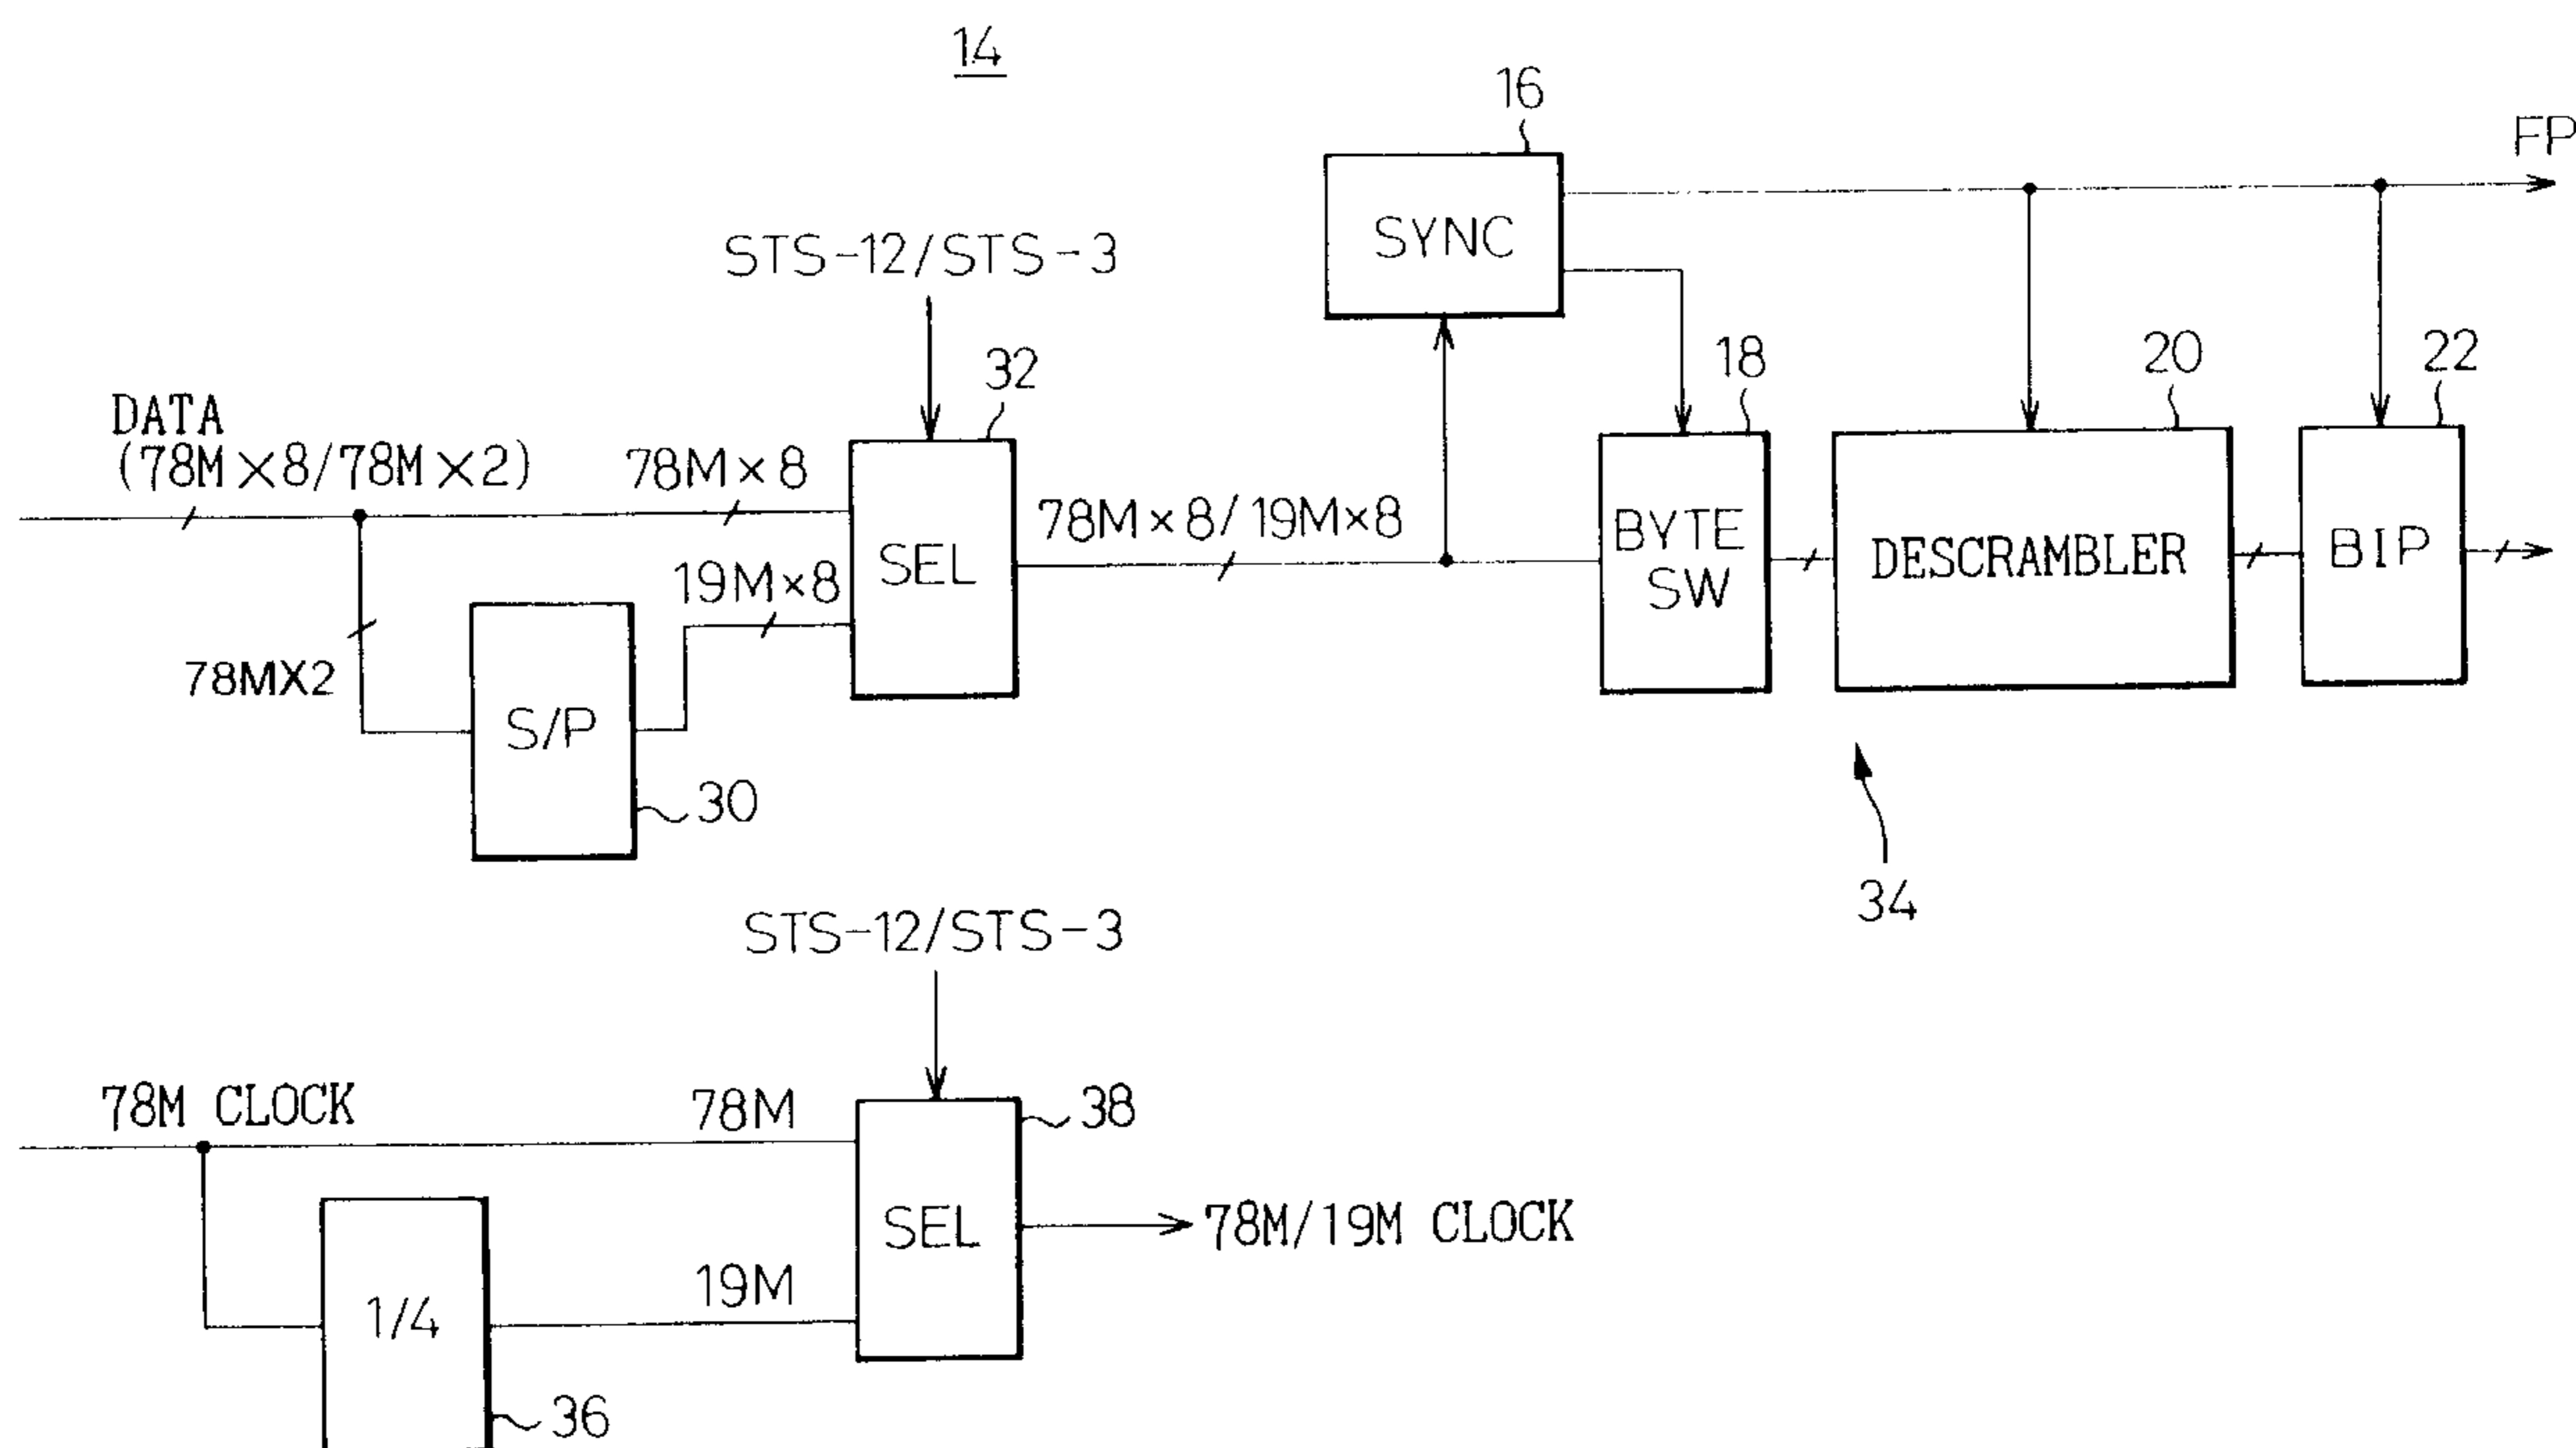 14
16
FP
SYNC
STS-12/STS-3
32
18
20
22
DATA
(78M×8/78M×2)
78M×8
SEL
78M×8/19M×8
BYTE
SW
DESCRAMBLER
BIP
19M×8
78MX2
S/P
30
34
STS-12/STS-3
78M CLOCK
78M
38
SEL
78M/19M CLOCK
19M
1/4
36